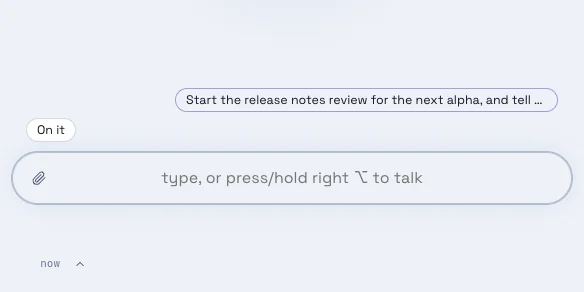 Start the release notes review for the next alpha, and tell ...
On it
type, or press/hold right ⌥ to talk
now